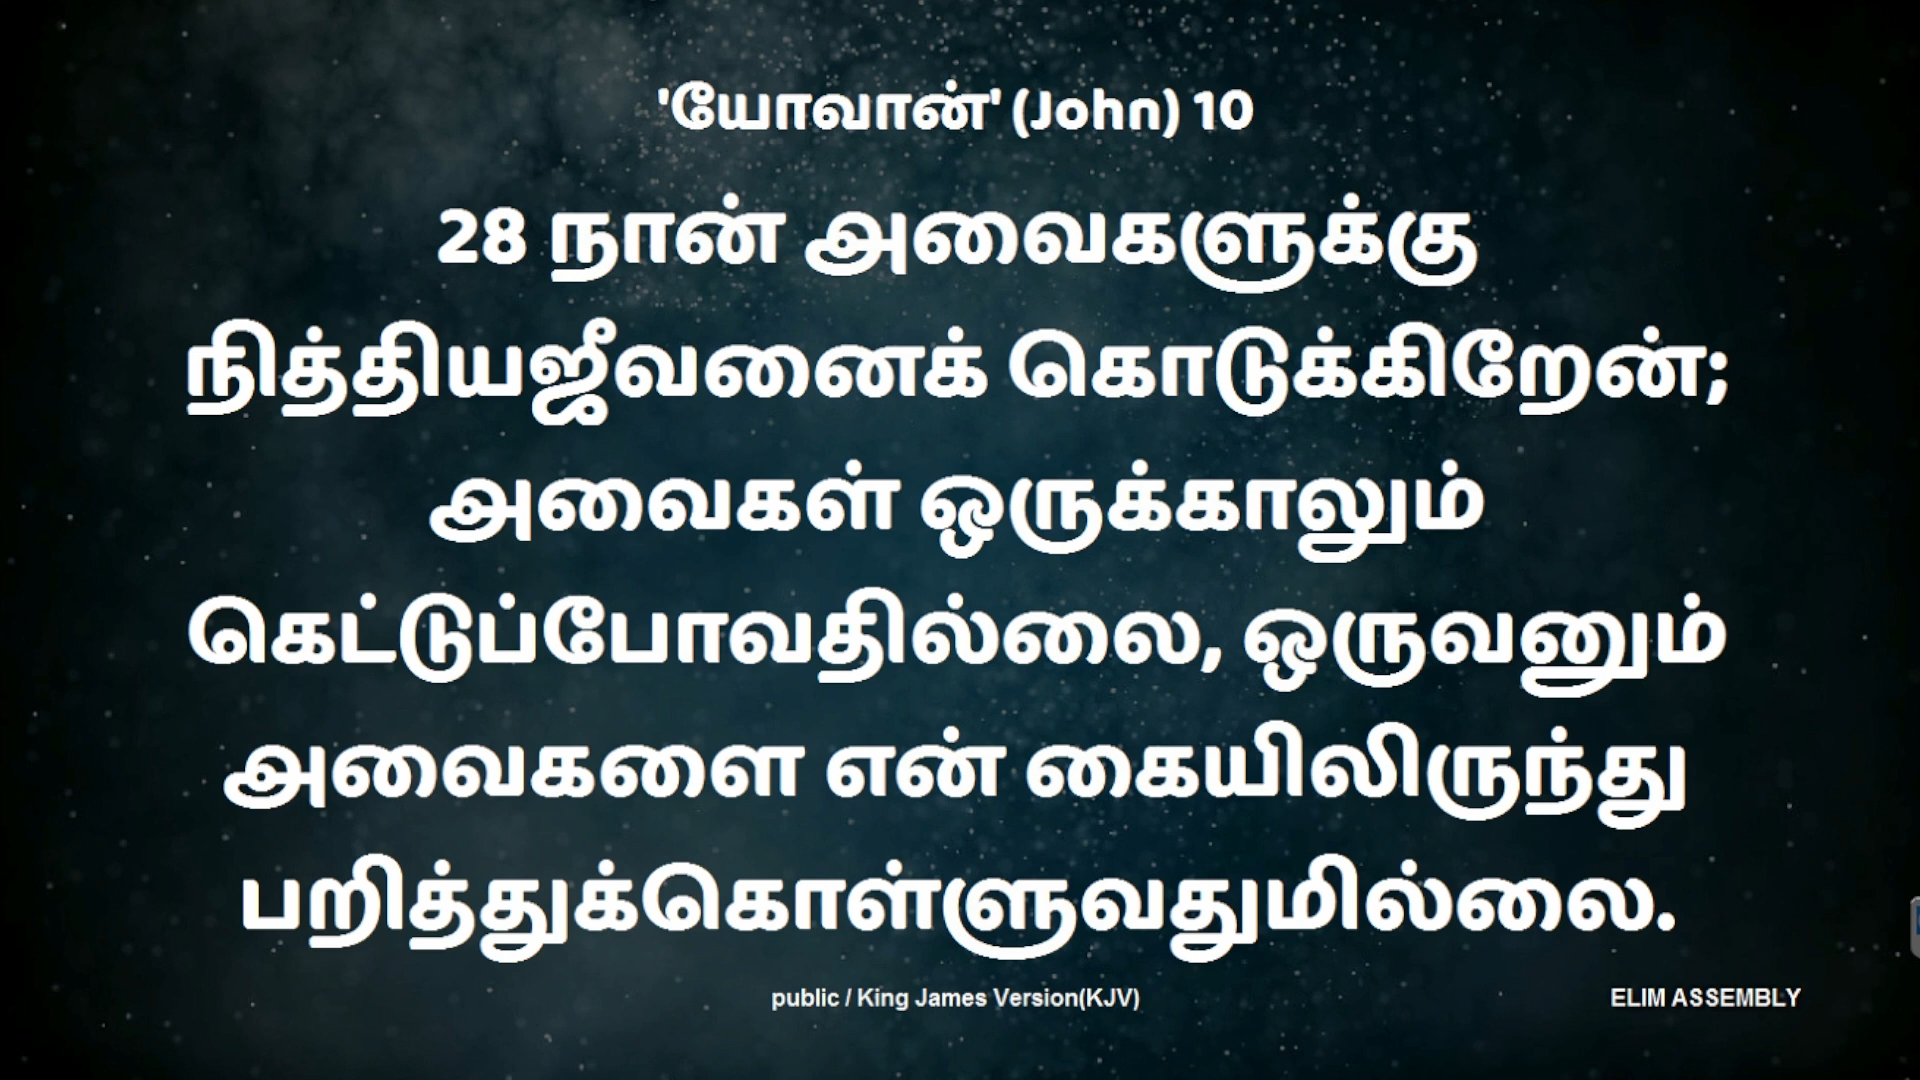 'யோவான்' (John) 10
28 நான் அவைகளுக்கு
நித்தியஜீவனைக் கொடுக்கிறேன்;
அவைகள் ஒருக்காலும்
கெட்டுப்போவதில்லை, ஒருவனும்
அவைகளை என் கையிலிருந்து
பறித்துக்கொள்ளுவதுமில்லை.
public / King James Version(KJV)
ELIM ASSEMBLY